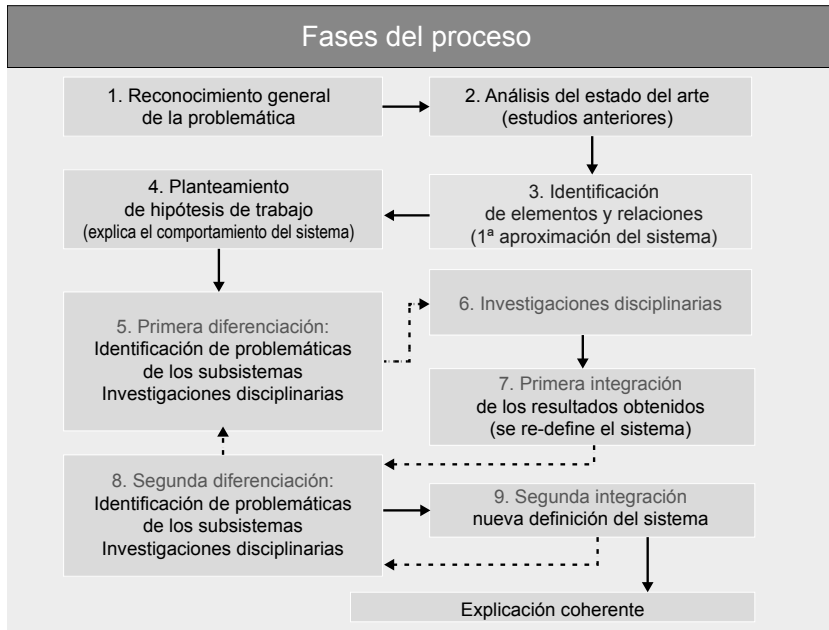 Fases del proceso
1. Reconocimiento general
de la problemática
2. Análisis del estado del arte
(estudios anteriores)
3. Identificación
de elementos y relaciones
(1ª aproximación del sistema)
4. Planteamiento
de hipótesis de trabajo
(explica el comportamiento del sistema)
5. Primera diferenciación:
Identificación de problemáticas
de los subsistemas
Investigaciones disciplinarias
6. Investigaciones disciplinarias
7. Primera integración
de los resultados obtenidos
(se re-define el sistema)
8. Segunda diferenciación:
Identificación de problemáticas
de los subsistemas
Investigaciones disciplinarias
9. Segunda integración
nueva definición del sistema
Explicación coherente